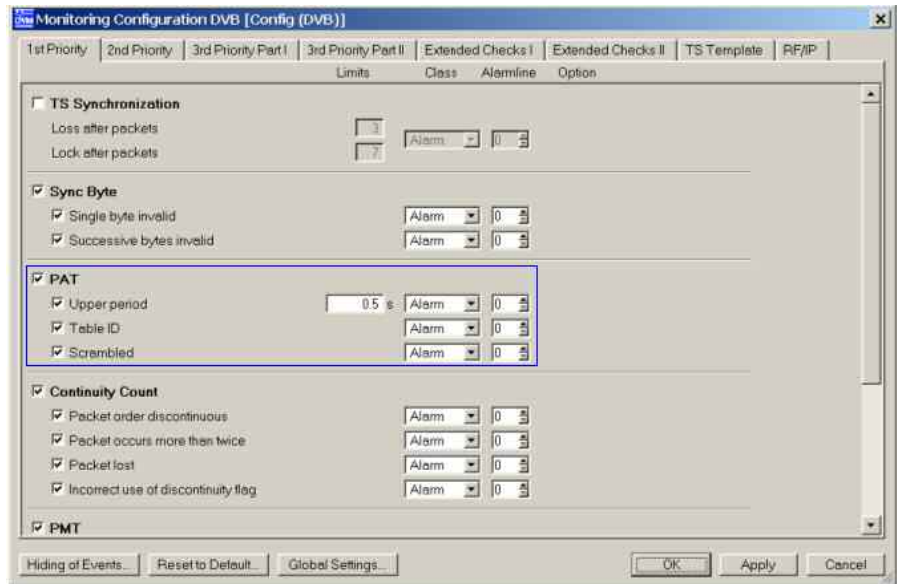 Monitoring Configuration DVB [Config (DVB)]
1st Priority 2nd Priority 3rd Priority Part I 3rd Priority Part II Extended Checks I Extended Checks II TS Template RF/IP
Limits Class Alarmline Option
TS Synchronization
Loss after packets 3
Alarm 0
Lock after packets 7
Sync Byte
Single byte invalid Alarm 0
Successive bytes invalid Alarm 0
PAT
Upper period 0.5 s Alarm 0
Table ID Alarm 0
Scrambled Alarm 0
Continuity Count
Packet order discontinuous Alarm 0
Packet occurs more than twice Alarm 0
Packet lost Alarm 0
Incorrect use of discontinuity flag Alarm 0
PMT
Hiding of Events... Reset to Default... Global Settings... OK Apply Cancel